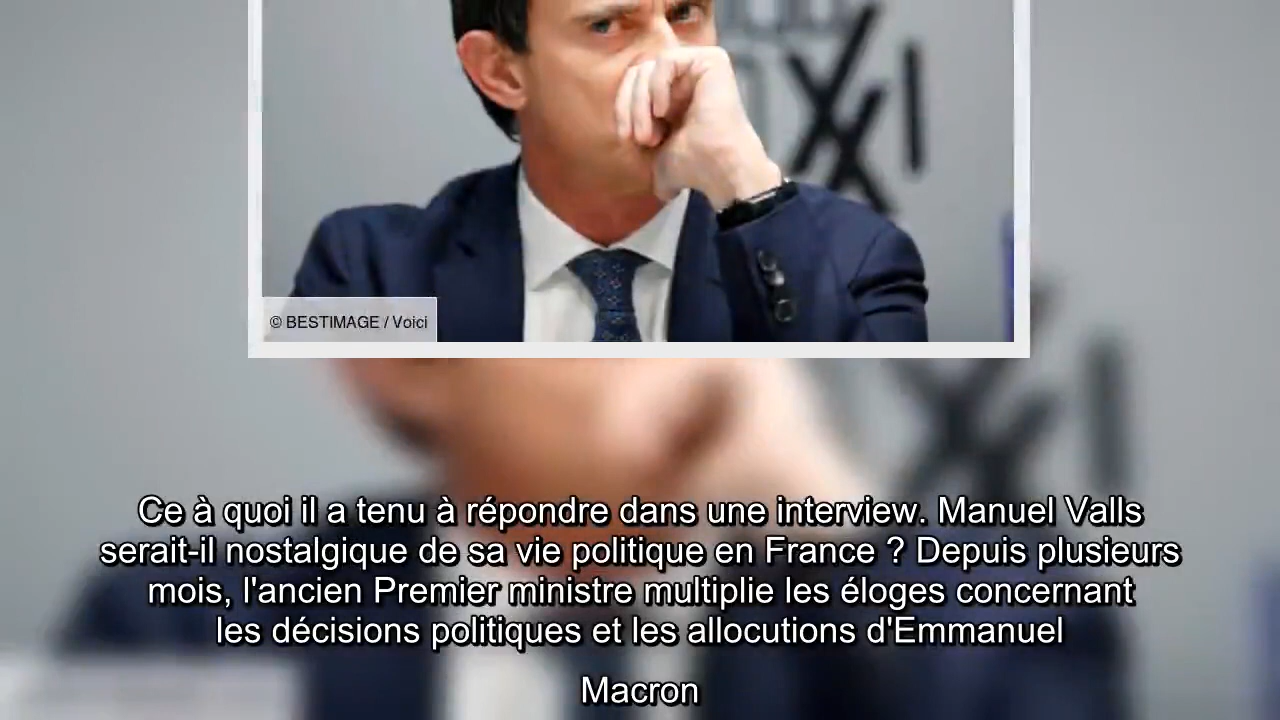 © BESTIMAGE / Voici
Ce à quoi il a tenu à répondre dans une interview. Manuel Valls
serait-il nostalgique de sa vie politique en France ? Depuis plusieurs
mois, l'ancien Premier ministre multiplie les éloges concernant
les décisions politiques et les allocutions d'Emmanuel
Macron